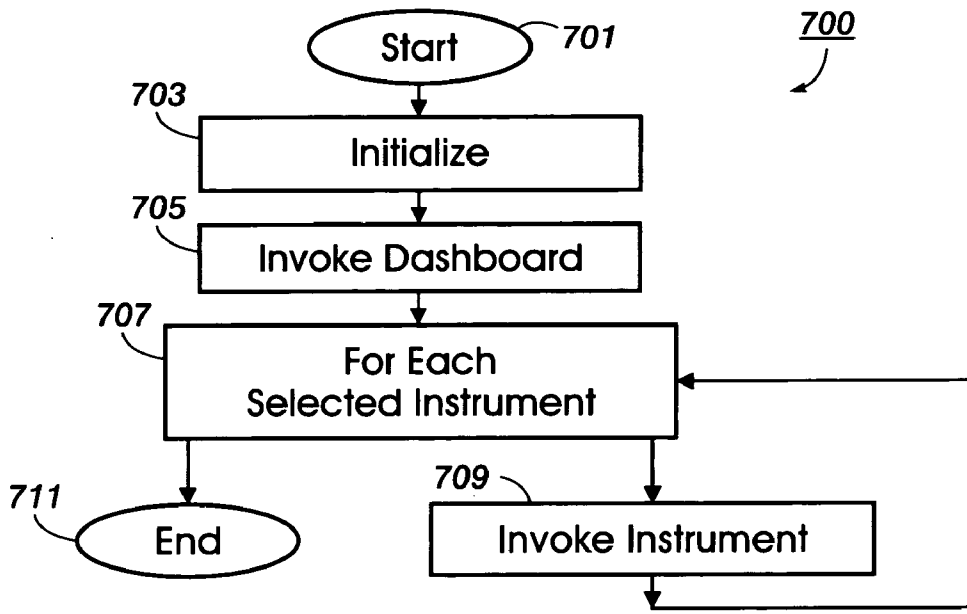 Start
701
700
703
Initialize
705
Invoke Dashboard
707
For Each
Selected Instrument
711
End
709
Invoke Instrument